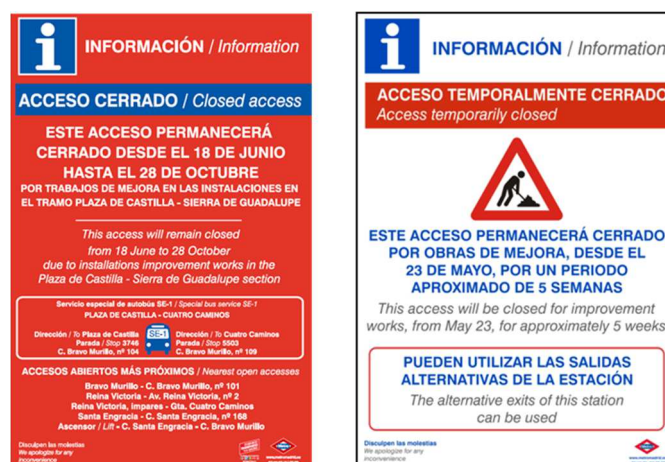 INFORMACIÓN / Information
ACCESO CERRADO / Closed access
ESTE ACCESO PERMANECERÁ
CERRADO DESDE EL 18 DE JUNIO
HASTA EL 28 DE OCTUBRE
POR TRABAJOS DE MEJORA EN LAS INSTALACIONES EN
EL TRAMO PLAZA DE CASTILLA - SIERRA DE GUADALUPE
This access will remain closed
from 18 June to 28 October
due to installations improvement works in the
Plaza de Castilla - Sierra de Guadalupe section
Servicio especial de autobús SE-1 / Special bus service SE-1
PLAZA DE CASTILLA - CUATRO CAMINOS
Dirección / To Plaza de Castilla
Parada / Stop 3746
C. Bravo Murillo, nº 104
SE-1
Dirección / To Cuatro Caminos
Parada / Stop 5503
C. Bravo Murillo, nº 109
ACCESOS ABIERTOS MÁS PRÓXIMOS / Nearest open accesses
Bravo Murillo - C. Bravo Murillo, nº 101
Reina Victoria - Av. Reina Victoria, nº 2
Reina Victoria, impares - Gta. Cuatro Caminos
Santa Engracia - C. Santa Engracia, nº 168
Ascensor / Lift - C. Santa Engracia - C. Bravo Murillo
Disculpen las molestias
We apologize for any
inconvenience
INFORMACIÓN / Information
ACCESO TEMPORALMENTE CERRADO
Access temporarily closed
ESTE ACCESO PERMANECERÁ CERRADO
POR OBRAS DE MEJORA, DESDE EL
23 DE MAYO, POR UN PERIODO
APROXIMADO DE 5 SEMANAS
This access will be closed for improvement
works, from May 23, for approximately 5 weeks
PUEDEN UTILIZAR LAS SALIDAS
ALTERNATIVAS DE LA ESTACIÓN
The alternative exits of this station
can be used
Disculpen las molestias
We apologize for any
inconvenience